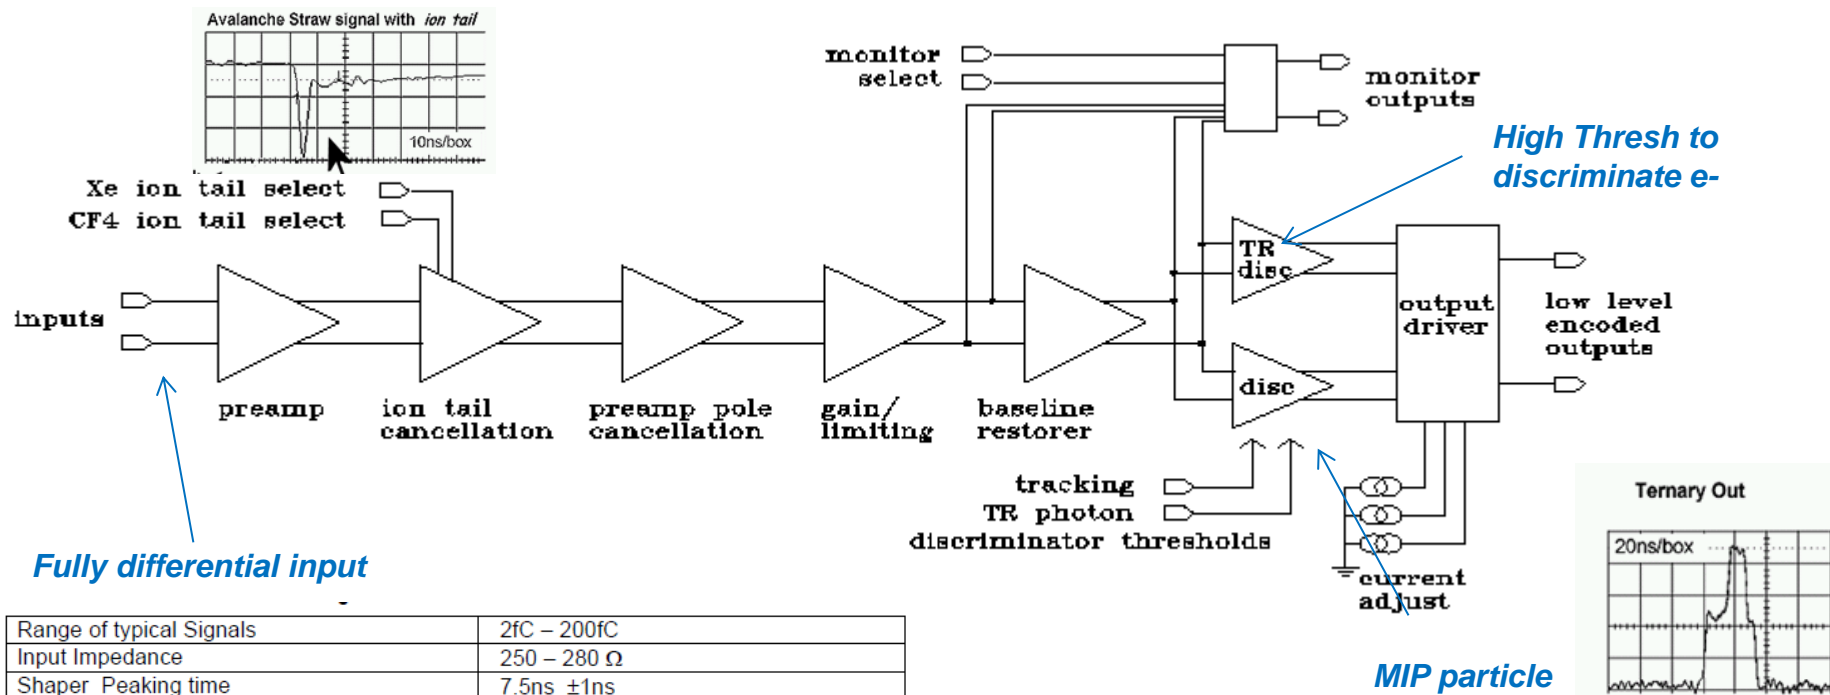 Avalanche Straw signal with ion tail
10ns/box
monitor
select
monitor
outputs
High Thresh to
discriminate e-
Xe ion tail select
CF4 ion tail select
TR
disc
inputs
output
driver
low level
encoded
outputs
disc
preamp
ion tail
cancellation
preamp pole
cancellation
gain/
limiting
baseline
restorer
tracking
TR photon
discriminator thresholds
current
adjust
Ternary Out
20ns/box
Fully differential input
MIP particle
Range of typical Signals 2fC – 200fC
Input Impedance 250 – 280 Ω
Shaper Peaking time 7.5ns ±1ns